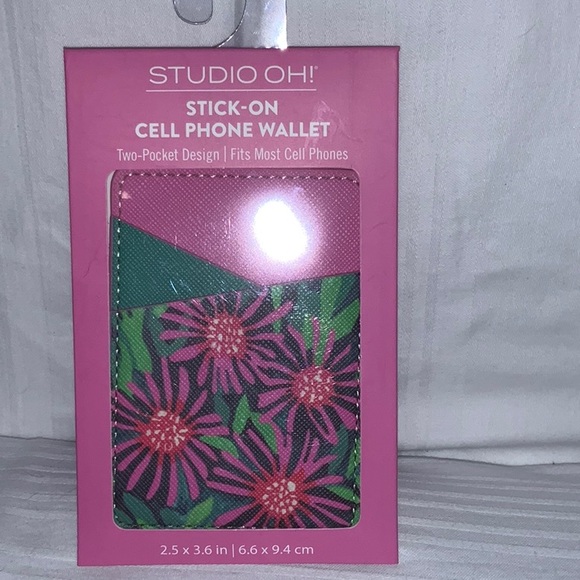 STUDIO OH!®
STICK-ON
CELL PHONE WALLET
Two-Pocket Design | Fits Most Cell Phones
2.5 x 3.6 in | 6.6 x 9.4 cm